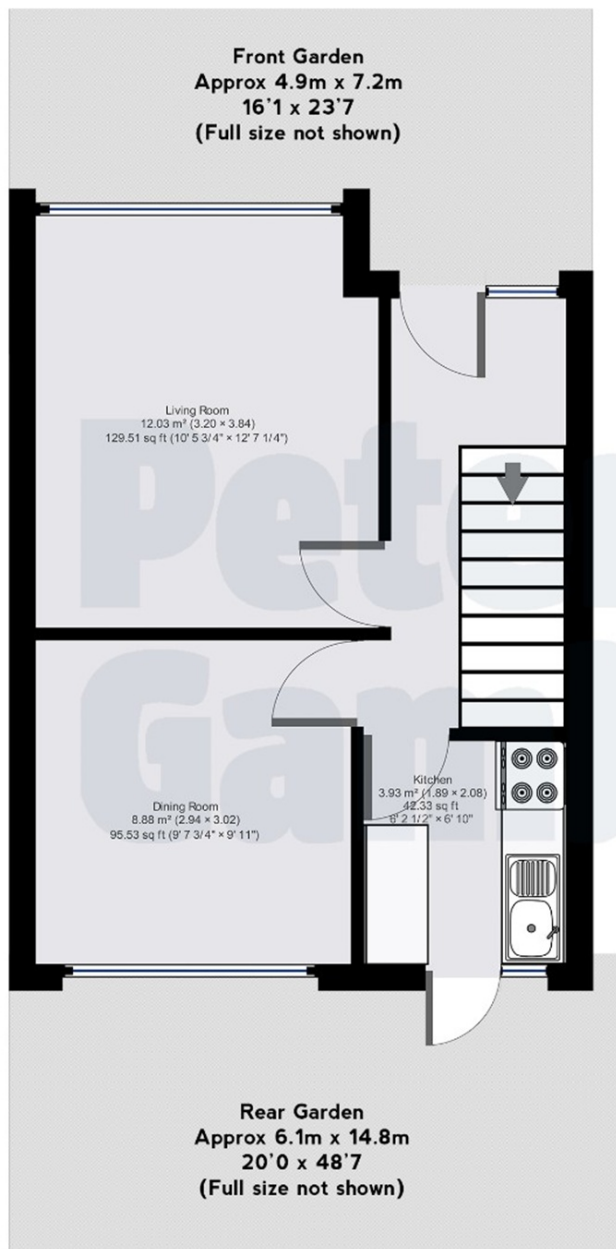 Front Garden
Approx 4.9m x 7.2m
16'1 x 23'7
(Full size not shown)
Living Room
12.03 m² (3.20 × 3.84)
129.51 sq ft (10' 5 3/4" × 12' 7 1/4")
Peter
Gam
Kitchen
3.93 m² (1.89 × 2.08)
42.33 sq ft
6' 2 1/2" × 6' 10"
Dining Room
8.88 m² (2.94 × 3.02)
95.53 sq ft (9' 7 3/4" × 9' 11")
Rear Garden
Approx 6.1m x 14.8m
20'0 x 48'7
(Full size not shown)